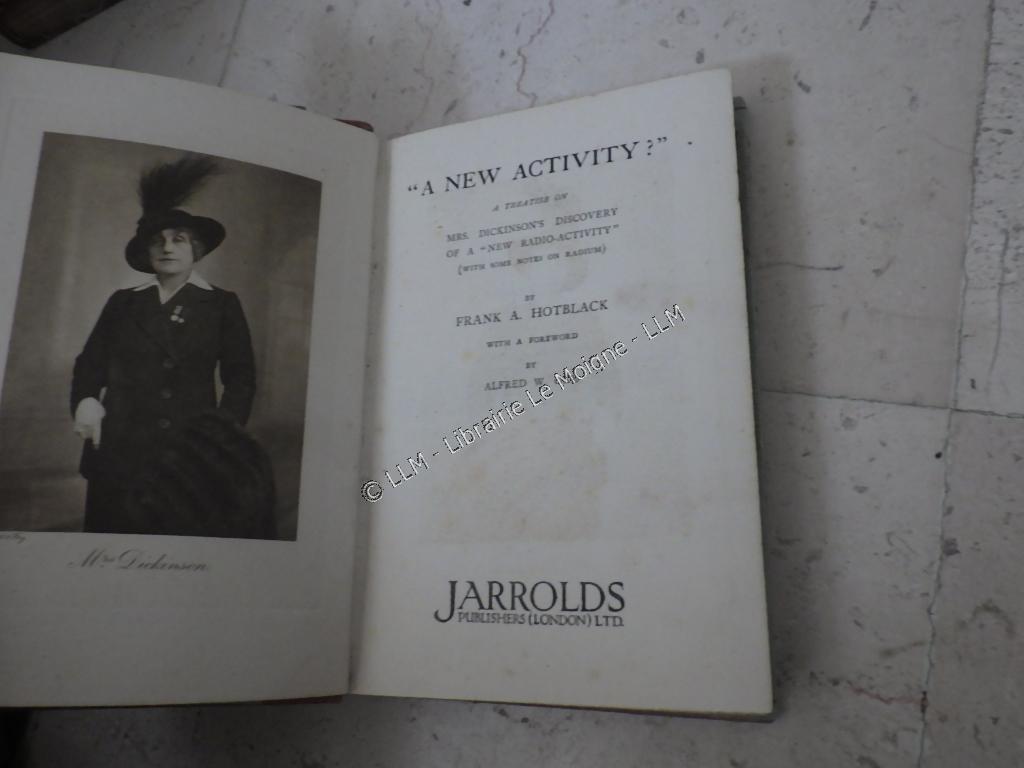 Mrs Dickinson
“A NEW ACTIVITY?”
A TREATISE ON
MRS. DICKINSON'S DISCOVERY
OF A “NEW RADIO-ACTIVITY”
(WITH SOME NOTES ON RADIUM)
BY
FRANK A. HOTBLACK
WITH A FOREWORD
BY
ALFRED W.
JARROLDS
PUBLISHERS (LONDON) LTD.
© LLM - Librairie Le Moigne - LLM